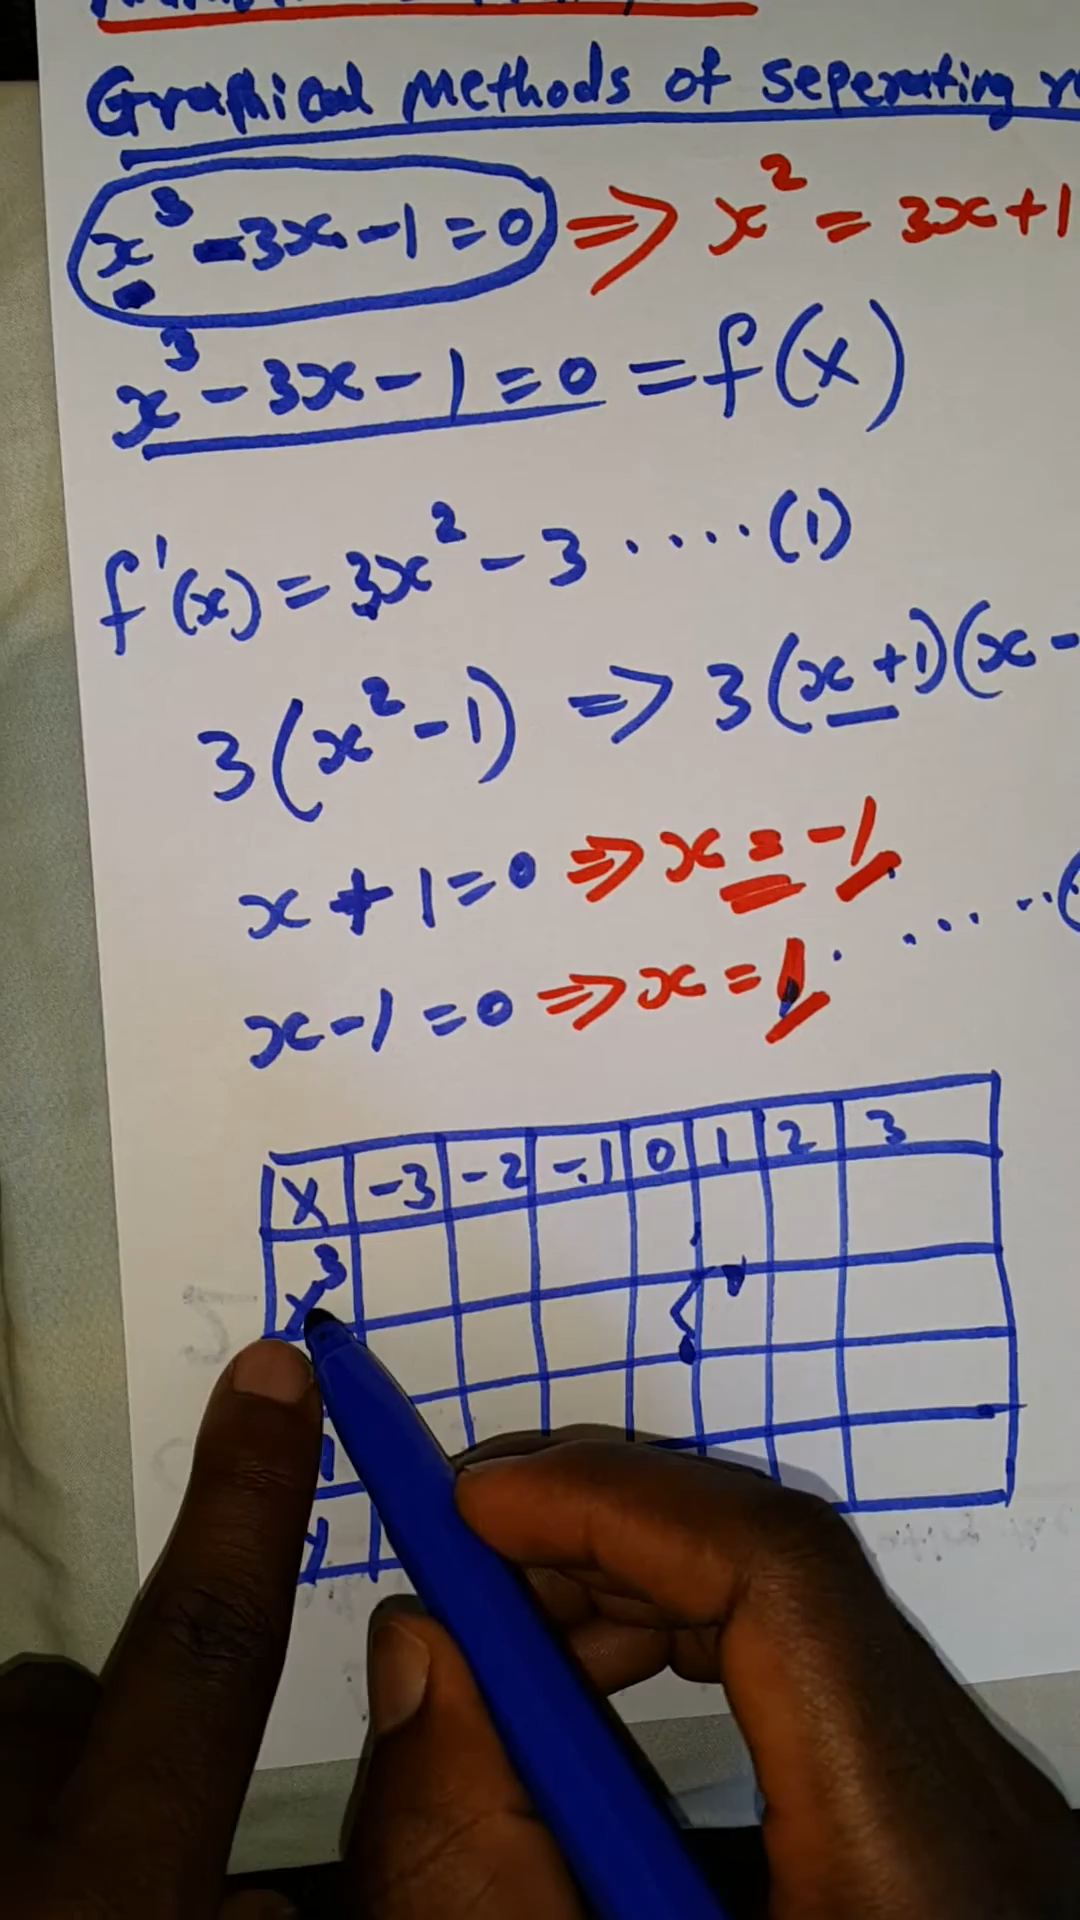 Graphical Methods of Seperating
x³ - 3x - 1 = 0 ⇒ x² = 3x + 1
x³ - 3x - 1 = 0 = f(x)
f'(x) = 3x² - 3 ..... (1)
3(x² - 1) ⇒ 3(x + 1)(x -
x + 1 = 0 ⇒ x = -1
x - 1 = 0 ⇒ x = 1
X -3 -2 -1 0 1 2 3
x³
1
y